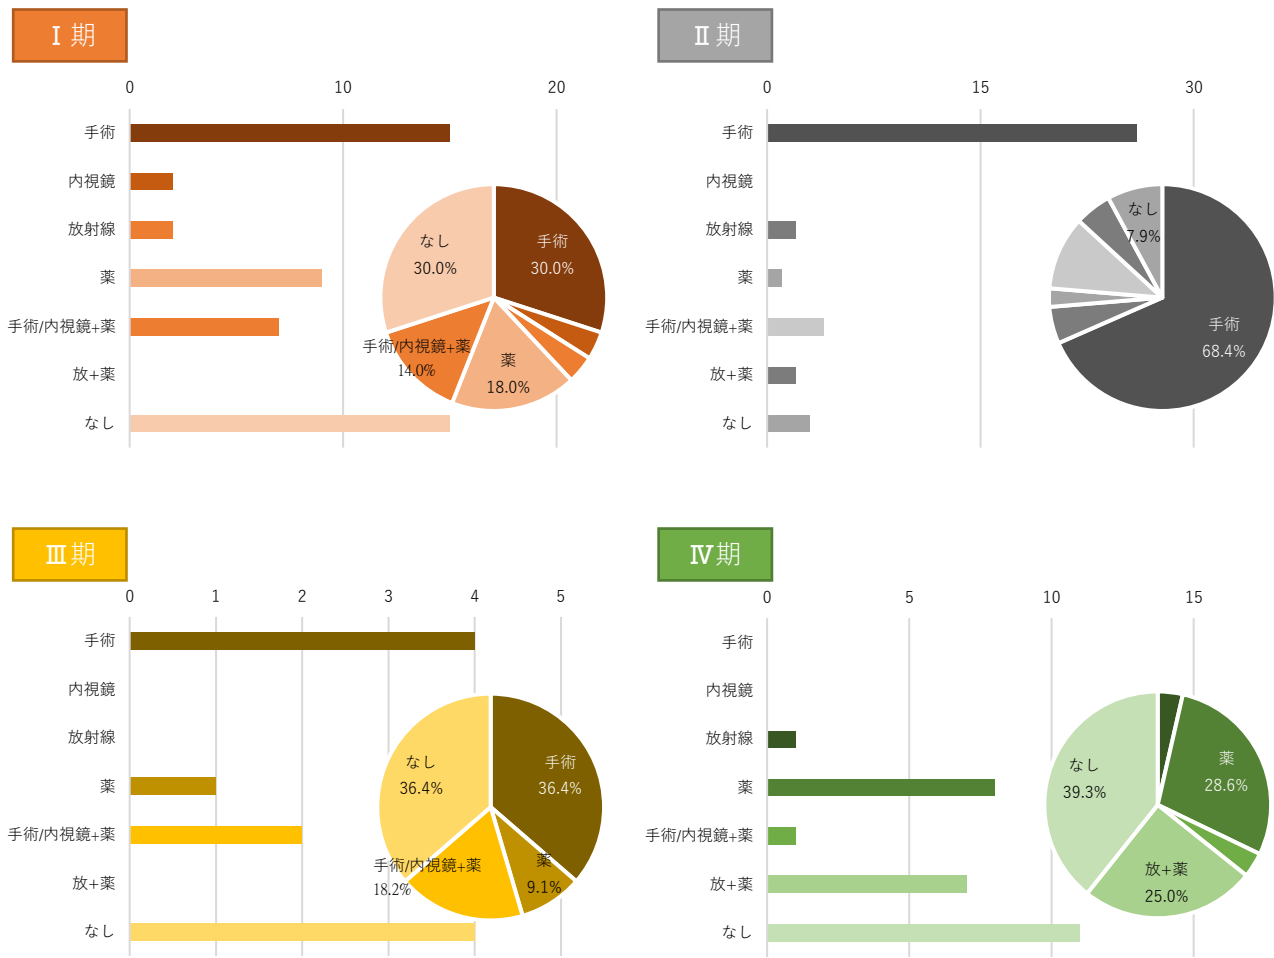 Ⅰ 期
0 10 20
手術
内視鏡
放射線
薬
手術/内視鏡+薬
放+薬
なし
なし
30.0%
手術
30.0%
手術/内視鏡+薬
14.0%
薬
18.0%
Ⅱ 期
0 15 30
手術
内視鏡
放射線
薬
手術/内視鏡+薬
放+薬
なし
なし
7.9%
手術
68.4%
Ⅲ 期
0 1 2 3 4 5
手術
内視鏡
放射線
薬
手術/内視鏡+薬
放+薬
なし
なし
36.4%
手術
36.4%
手術/内視鏡+薬
18.2%
薬
9.1%
Ⅳ 期
0 5 10 15
手術
内視鏡
放射線
薬
手術/内視鏡+薬
放+薬
なし
なし
39.3%
薬
28.6%
放+薬
25.0%